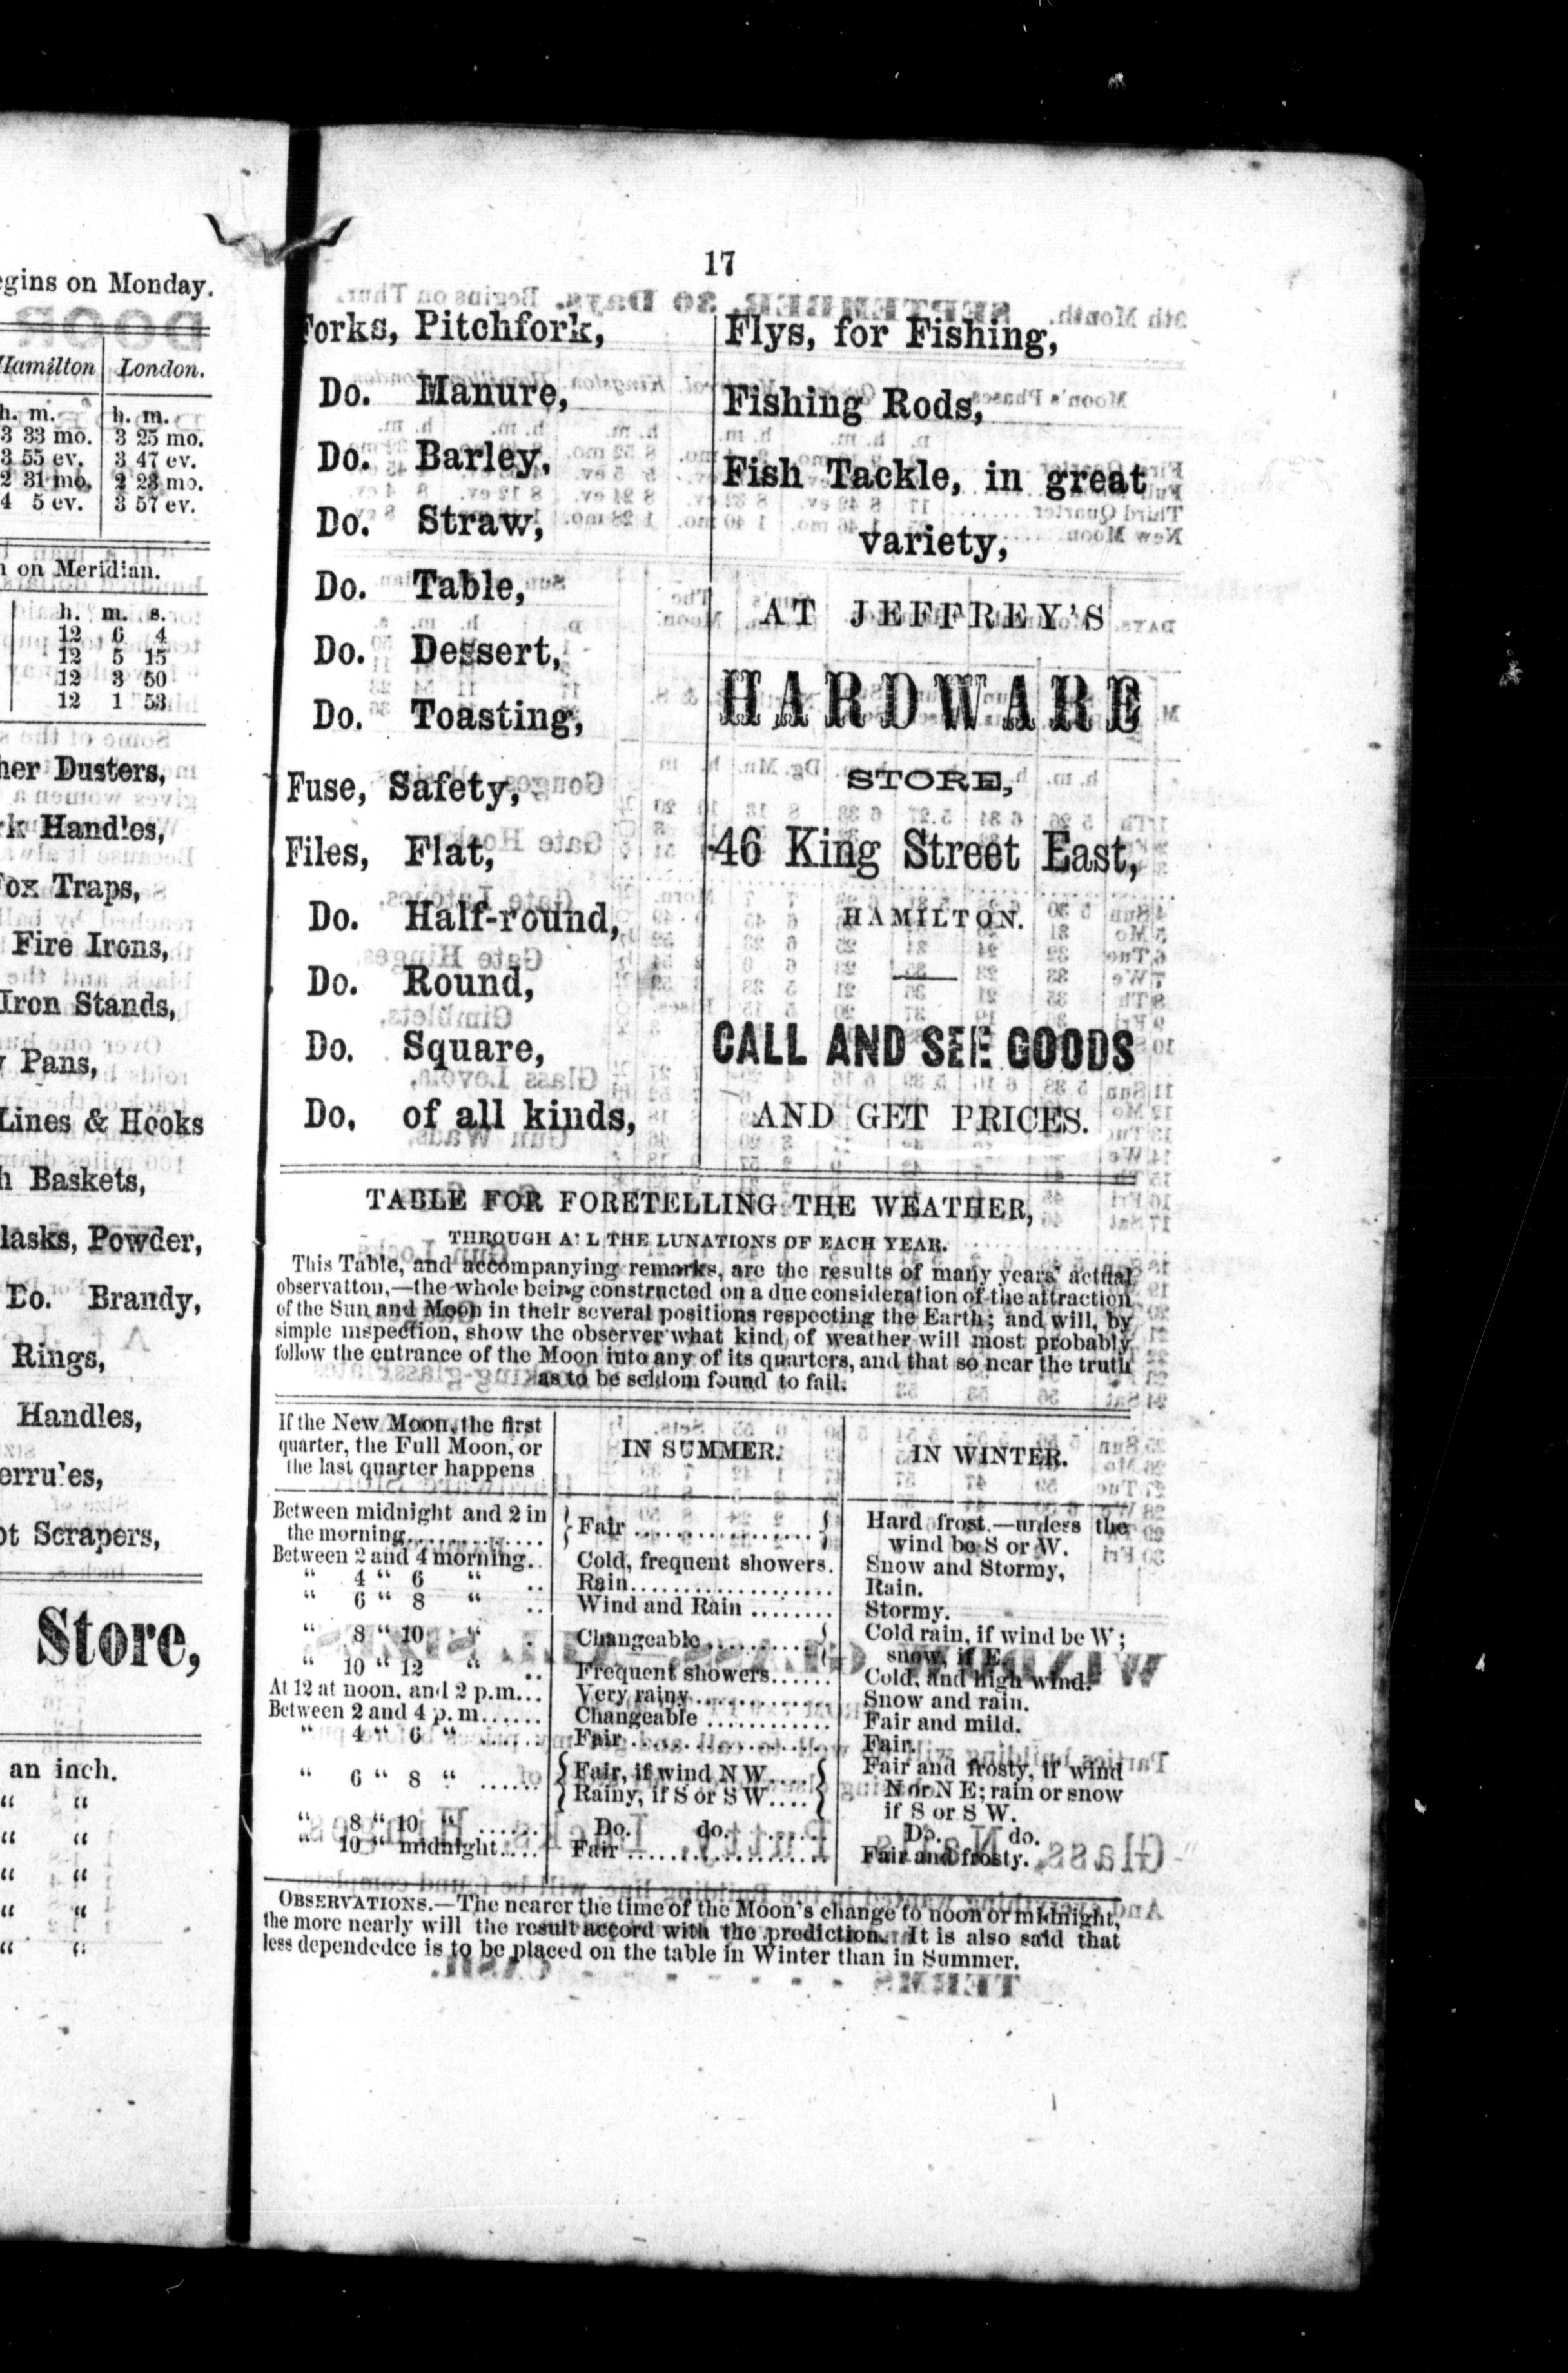 egins on Monday.
Hamilton London.
h. m. h. m.
3 33 mo. 3 25 mo.
3 55 ev. 3 47 ev.
2 31 mo. 2 23 mo.
4 5 ev. 3 57 ev.
on Meridian.
h. m. s.
12 6 4
12 5 15
12 3 50
12 1 53
her Dusters,
k Handles,
Fox Traps,
Fire Irons,
Iron Stands,
Pans,
Lines & Hooks
h Baskets,
lasks, Powder,
Do. Brandy,
Rings,
Handles,
errules,
ot Scrapers,
Store,
an inch.
“ “
“ “
“ “
“ “
“ “
17
Forks, Pitchfork,
Do. Manure,
Do. Barley,
Do. Straw,
Do. Table,
Do. Dessert,
Do. Toasting,
Fuse, Safety,
Files, Flat,
Do. Half-round,
Do. Round,
Do. Square,
Do. of all kinds,
Flys, for Fishing,
Fishing Rods,
Fish Tackle, in great
variety,
AT JEFFREY'S
HARDWARE
STORE,
46 King Street East,
HAMILTON.
CALL AND SEE GOODS
AND GET PRICES.
TABLE FOR FORETELLING THE WEATHER,
THROUGH ALL THE LUNATIONS OF EACH YEAR.
This Table, and accompanying remarks, are the results of many years' actual
observatton,—the whole being constructed on a due consideration of the attraction
of the Sun and Moon in their several positions respecting the Earth; and will, by
simple inspection, show the observer what kind of weather will most probably
follow the entrance of the Moon into any of its quarters, and that so near the truth
as to be seldom found to fail.
If the New Moon, the first
quarter, the Full Moon, or
the last quarter happens
IN SUMMER.
IN WINTER.
Between midnight and 2 in
the morning............
Fair ................
Hard frost.—unless the
wind be S or W.
Between 2 and 4 morning.. Cold, frequent showers. Snow and Stormy,
“ 4 “ 6 “ .. Rain.................. Rain.
“ 6 “ 8 “ .. Wind and Rain ........ Stormy.
“ 8 “ 10 “ . Changeable.......... Cold rain, if wind be W;
snow, if E.
“ 10 “ 12 “ .. Frequent showers...... Cold, and high wind.
At 12 at noon, and 2 p.m... Very rainy............. Snow and rain.
Between 2 and 4 p. m...... Changeable ............ Fair and mild.
“ 4 “ 6 “ ...... Fair.................. Fair.
“ 6 “ 8 “ ...... Fair, if wind N W.... Fair and frosty, if wind
Rainy, if S or S W.... N or N E; rain or snow
if S or S W.
“ 8 “ 10 “ ...... Do. do. ....... Do. do.
“ 10 “ midnight.... Fair .................. Fair and frosty.
OBSERVATIONS.—The nearer the time of the Moon's change to noon or midnight,
the more nearly will the result accord with the prediction. It is also said that
less dependedce is to be placed on the table in Winter than in Summer.